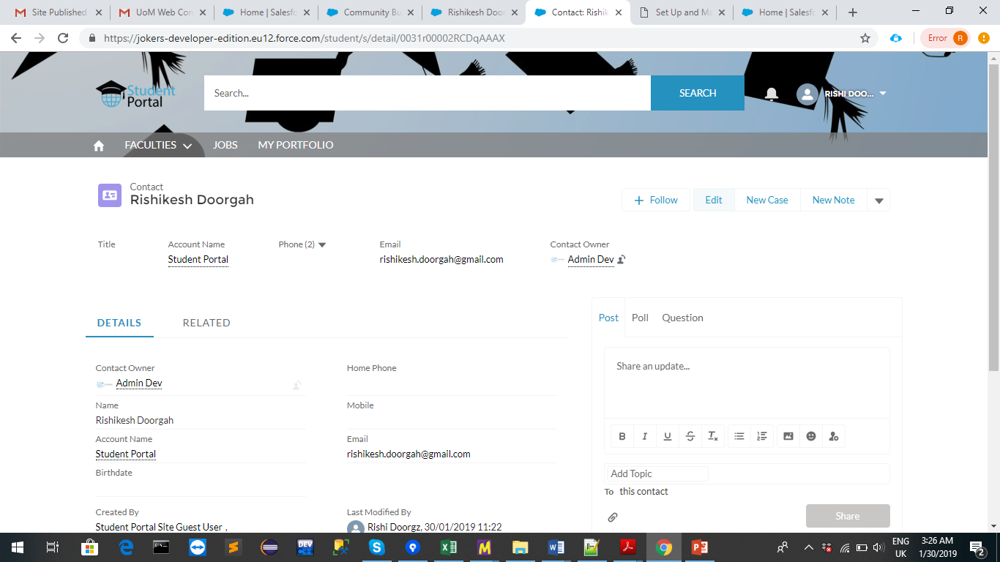 Site Published
UoM Web Con
Home | Salesfo
Community Bu
Rishikesh Door
Contact: Rishik
Set Up and Ma
Home | Salesfo
https://jokers-developer-edition.eu12.force.com/student/s/detail/0031r00002RCDqAAAX
Error
R
Student
Portal
Search...
SEARCH
RISHI DOO...
FACULTIES
JOBS
MY PORTFOLIO
Contact
Rishikesh Doorgah
Follow
Edit
New Case
New Note
Title
Account Name
Phone (2)
Email
Contact Owner
Student Portal
rishikesh.doorgah@gmail.com
Admin Dev
DETAILS
RELATED
Contact Owner
Admin Dev
Home Phone
Name
Rishikesh Doorgah
Mobile
Account Name
Student Portal
Email
rishikesh.doorgah@gmail.com
Birthdate
Created By
Student Portal Site Guest User ,
Last Modified By
Rishi Doorgz, 30/01/2019 11:22
Post
Poll
Question
Share an update...
B
I
U
S
Tx
Add Topic
To this contact
Share
DEV
ENG
UK
3:26 AM
1/30/2019
2